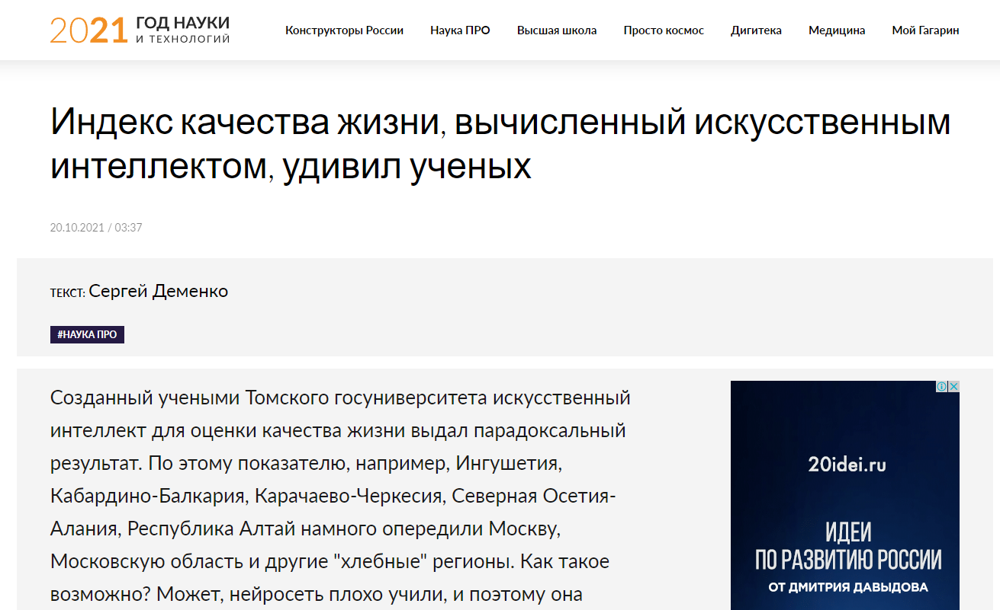 2021 ГОД НАУКИ
И ТЕХНОЛОГИЙ
Конструкторы России Наука ПРО Высшая школа Просто космос Дигитека Медицина Мой Гагарин
Индекс качества жизни, вычисленный искусственным
интеллектом, удивил ученых
20.10.2021 / 03:37
ТЕКСТ: Сергей Деменко
#НАУКА ПРО
Созданный учеными Томского госуниверситета искусственный
интеллект для оценки качества жизни выдал парадоксальный
результат. По этому показателю, например, Ингушетия,
Кабардино-Балкария, Карачаево-Черкесия, Северная Осетия-
Алания, Республика Алтай намного опередили Москву,
Московскую область и другие "хлебные" регионы. Как такое
возможно? Может, нейросеть плохо учили, и поэтому она
20idei.ru
ИДЕИ
ПО РАЗВИТИЮ РОССИИ
ОТ ДМИТРИЯ ДАВЫДОВА